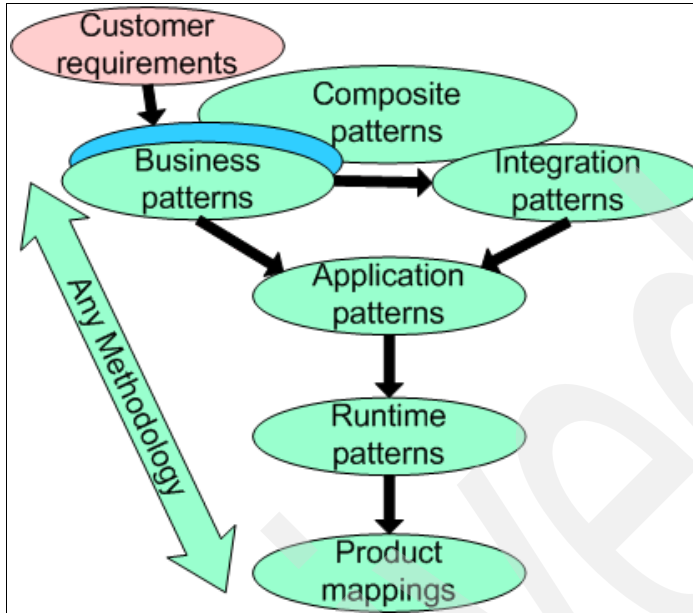 Customer
requirements
Composite
patterns
Business
patterns
Integration
patterns
Any Methodology
Application
patterns
Runtime
patterns
Product
mappings